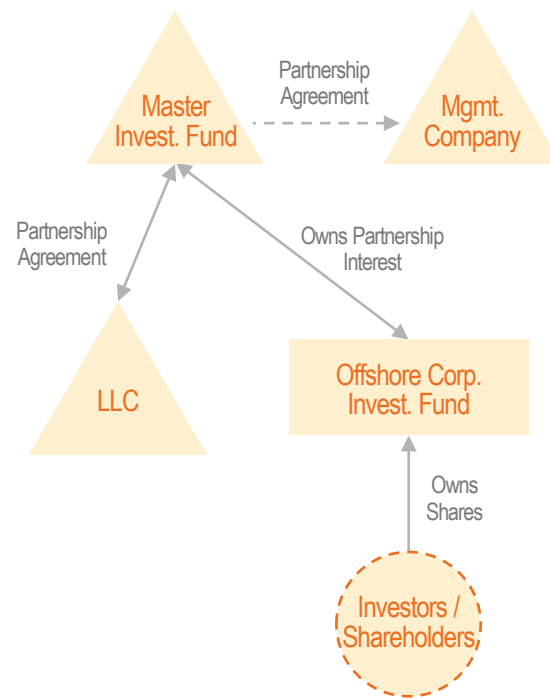 Partnership
Agreement
Master
Invest. Fund
Mgmt.
Company
Partnership
Agreement
Owns Partnership
Interest
LLC
Offshore Corp.
Invest. Fund
Owns
Shares
Investors /
Shareholders